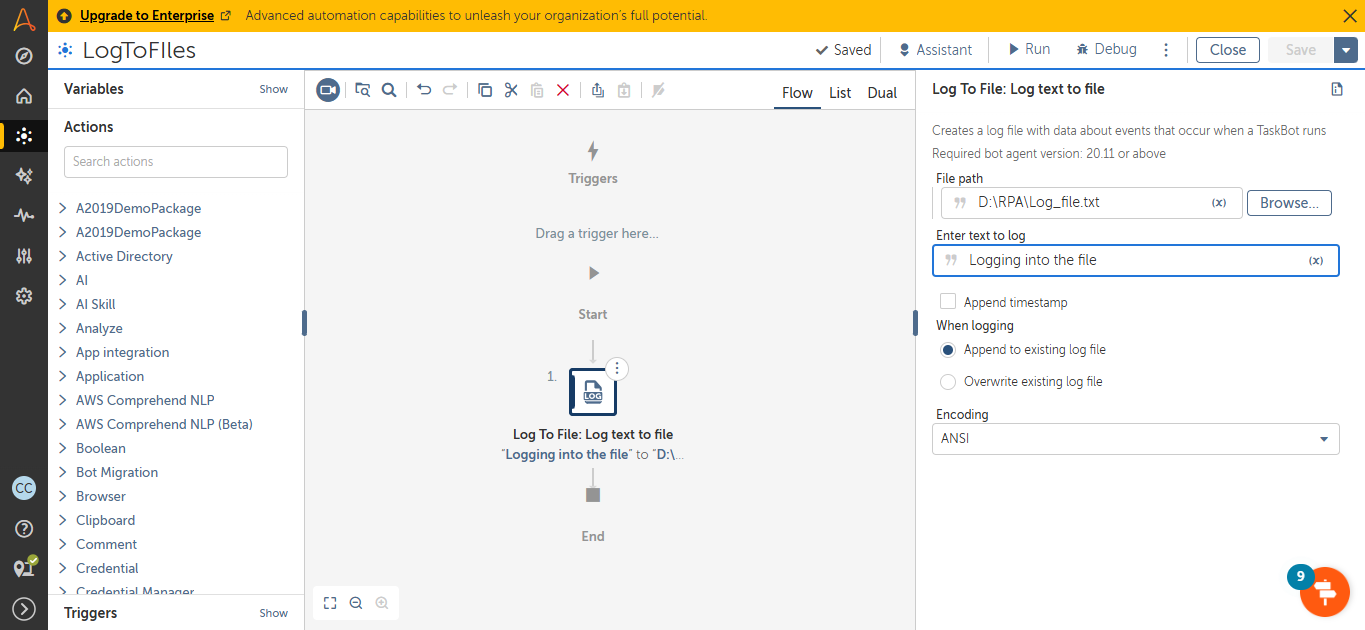 Upgrade to Enterprise Advanced automation capabilities to unleash your organization's full potential.
LogToFIles
Saved
Assistant
Run
Debug
Close
Save
Variables
Show
Actions
Search actions
A2019DemoPackage
A2019DemoPackage
Active Directory
AI
AI Skill
Analyze
App integration
Application
AWS Comprehend NLP
AWS Comprehend NLP (Beta)
Boolean
Bot Migration
Browser
Clipboard
Comment
Credential
Credential Manager
Triggers
Show
CC
Flow
List
Dual
Triggers
Drag a trigger here...
Start
1.
LOG
Log To File: Log text to file
"Logging into the file" to "D:\...
End
Log To File: Log text to file
Creates a log file with data about events that occur when a TaskBot runs
Required bot agent version: 20.11 or above
File path
D:\RPA\Log_file.txt
(x)
Browse...
Enter text to log
Logging into the file
(x)
Append timestamp
When logging
Append to existing log file
Overwrite existing log file
Encoding
ANSI
9